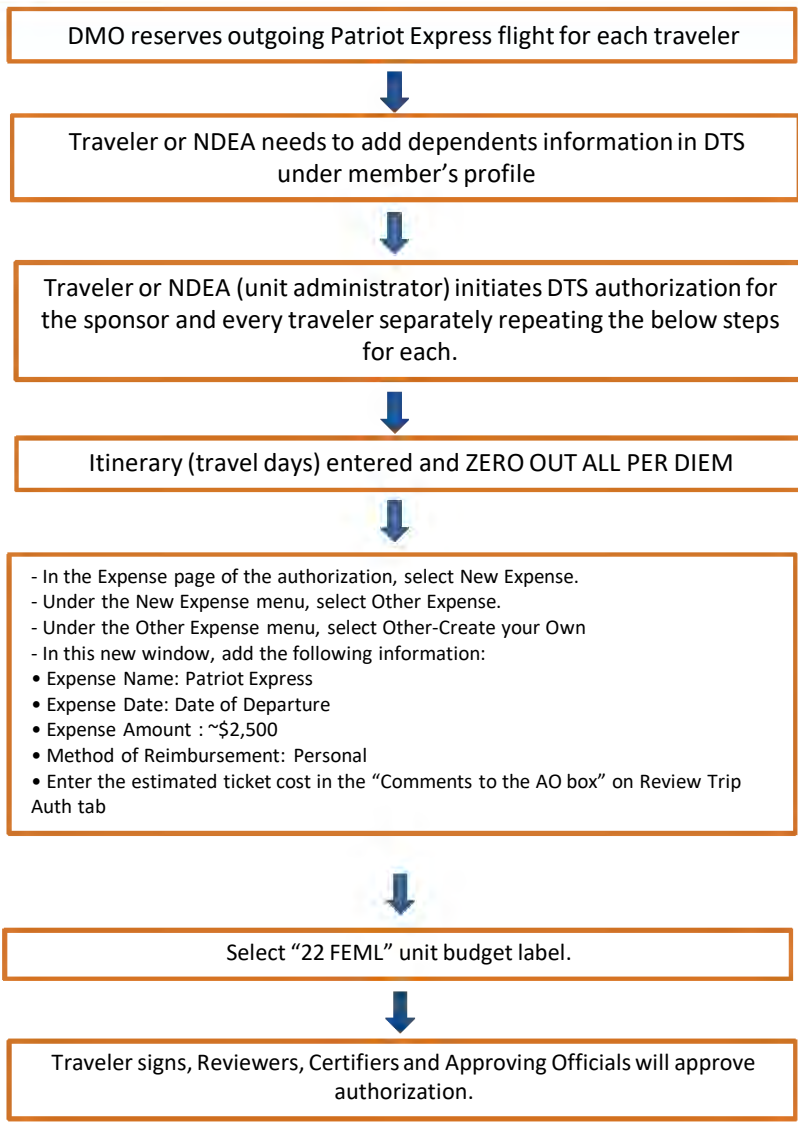 DMO reserves outgoing Patriot Express flight for each traveler
Traveler or NDEA needs to add dependents information in DTS
under member’s profile
Traveler or NDEA (unit administrator) initiates DTS authorization for
the sponsor and every traveler separately repeating the below steps
for each.
Itinerary (travel days) entered and ZERO OUT ALL PER DIEM
- In the Expense page of the authorization, select New Expense.
- Under the New Expense menu, select Other Expense.
- Under the Other Expense menu, select Other-Create your Own
- In this new window, add the following information:
• Expense Name: Patriot Express
• Expense Date: Date of Departure
• Expense Amount : ~$2,500
• Method of Reimbursement: Personal
• Enter the estimated ticket cost in the “Comments to the AO box” on Review Trip
Auth tab
Select “22 FEML” unit budget label.
Traveler signs, Reviewers, Certifiers and Approving Officials will approve
authorization.